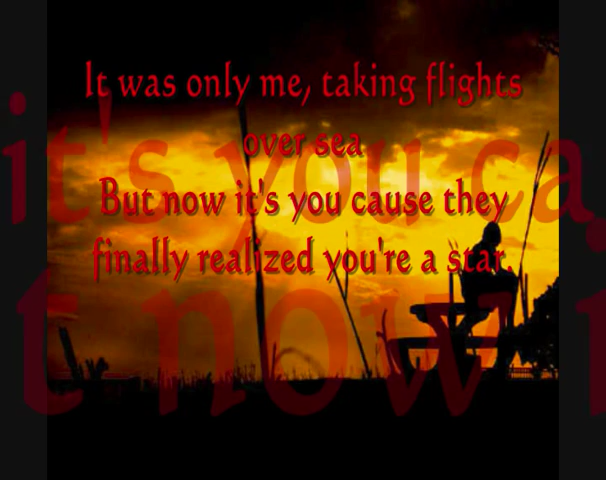 It was only me, taking flights
over sea
But now it's you cause they
finally realized you're a star.
it's you ca
t now i